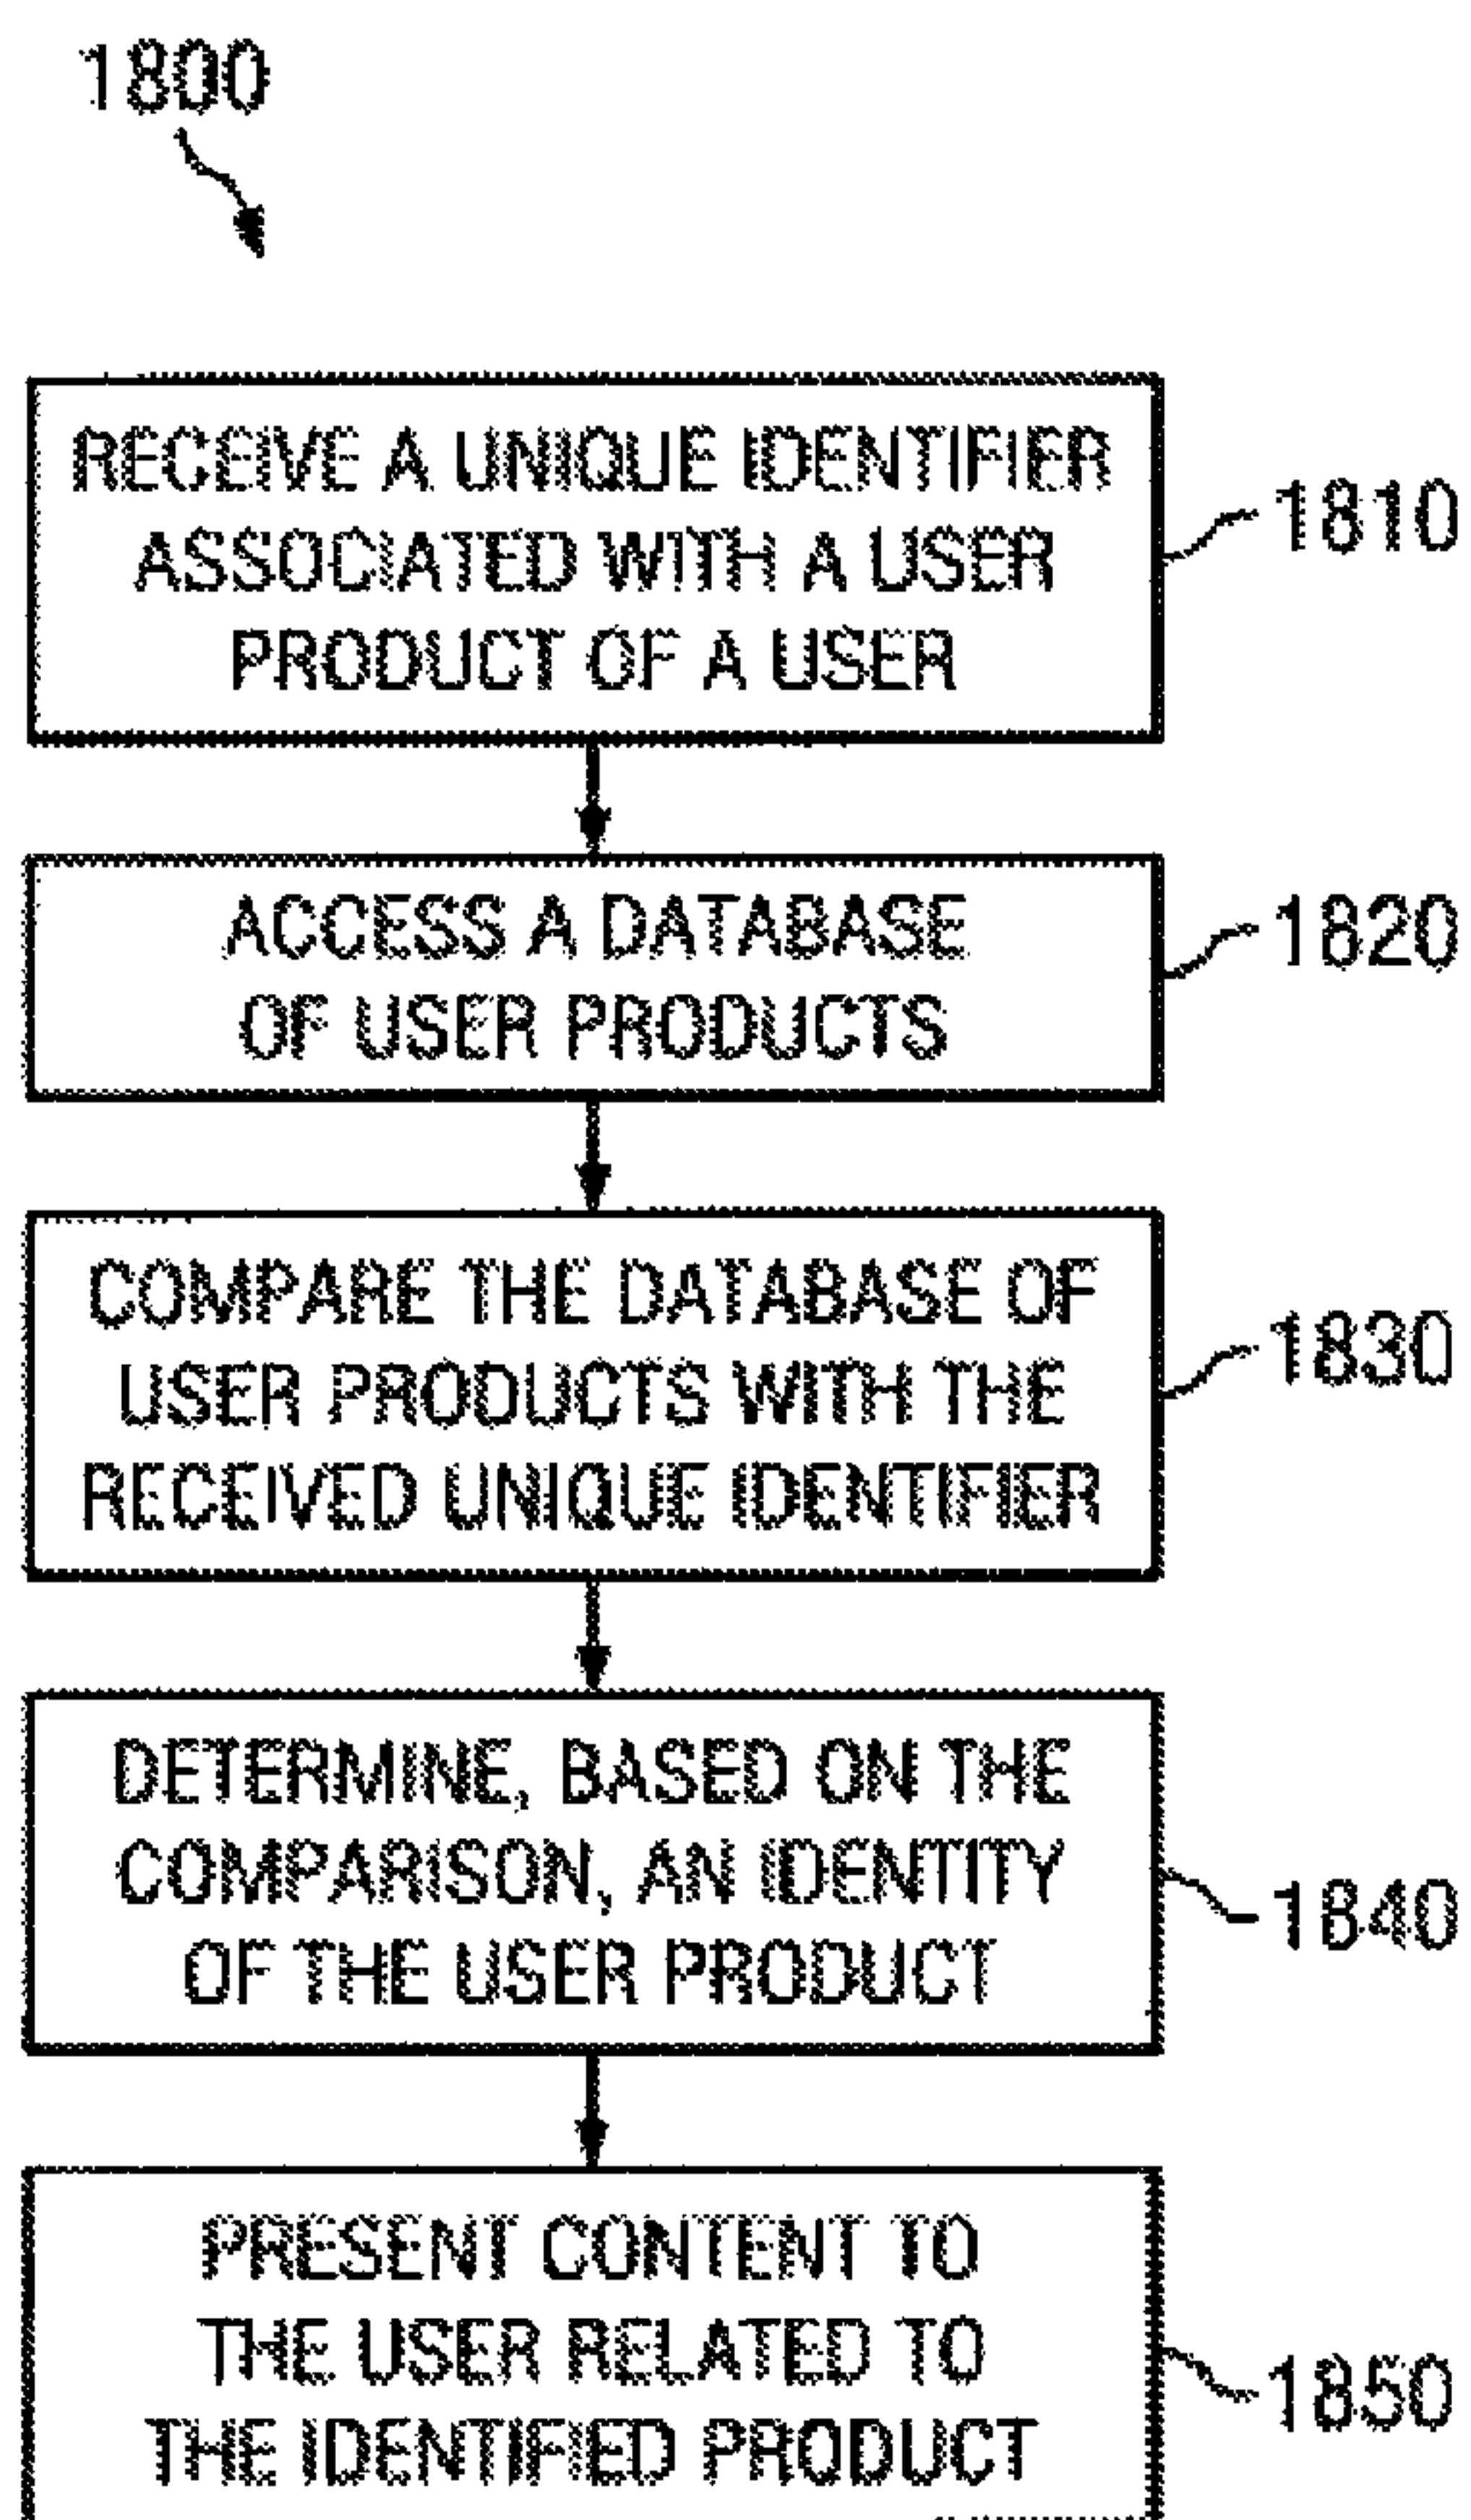 1800
RECEIVE A UNIQUE IDENTIFIER
ASSOCIATED WITH A USER
PRODUCT OF A USER
1810
ACCESS A DATABASE
OF USER PRODUCTS
1820
COMPARE THE DATABASE OF
USER PRODUCTS WITH THE
RECEIVED UNIQUE IDENTIFIER
1830
DETERMINE, BASED ON THE
COMPARISON, AN IDENTITY
OF THE USER PRODUCT
1840
PRESENT CONTENT TO
THE USER RELATED TO
THE IDENTIFIED PRODUCT
1850